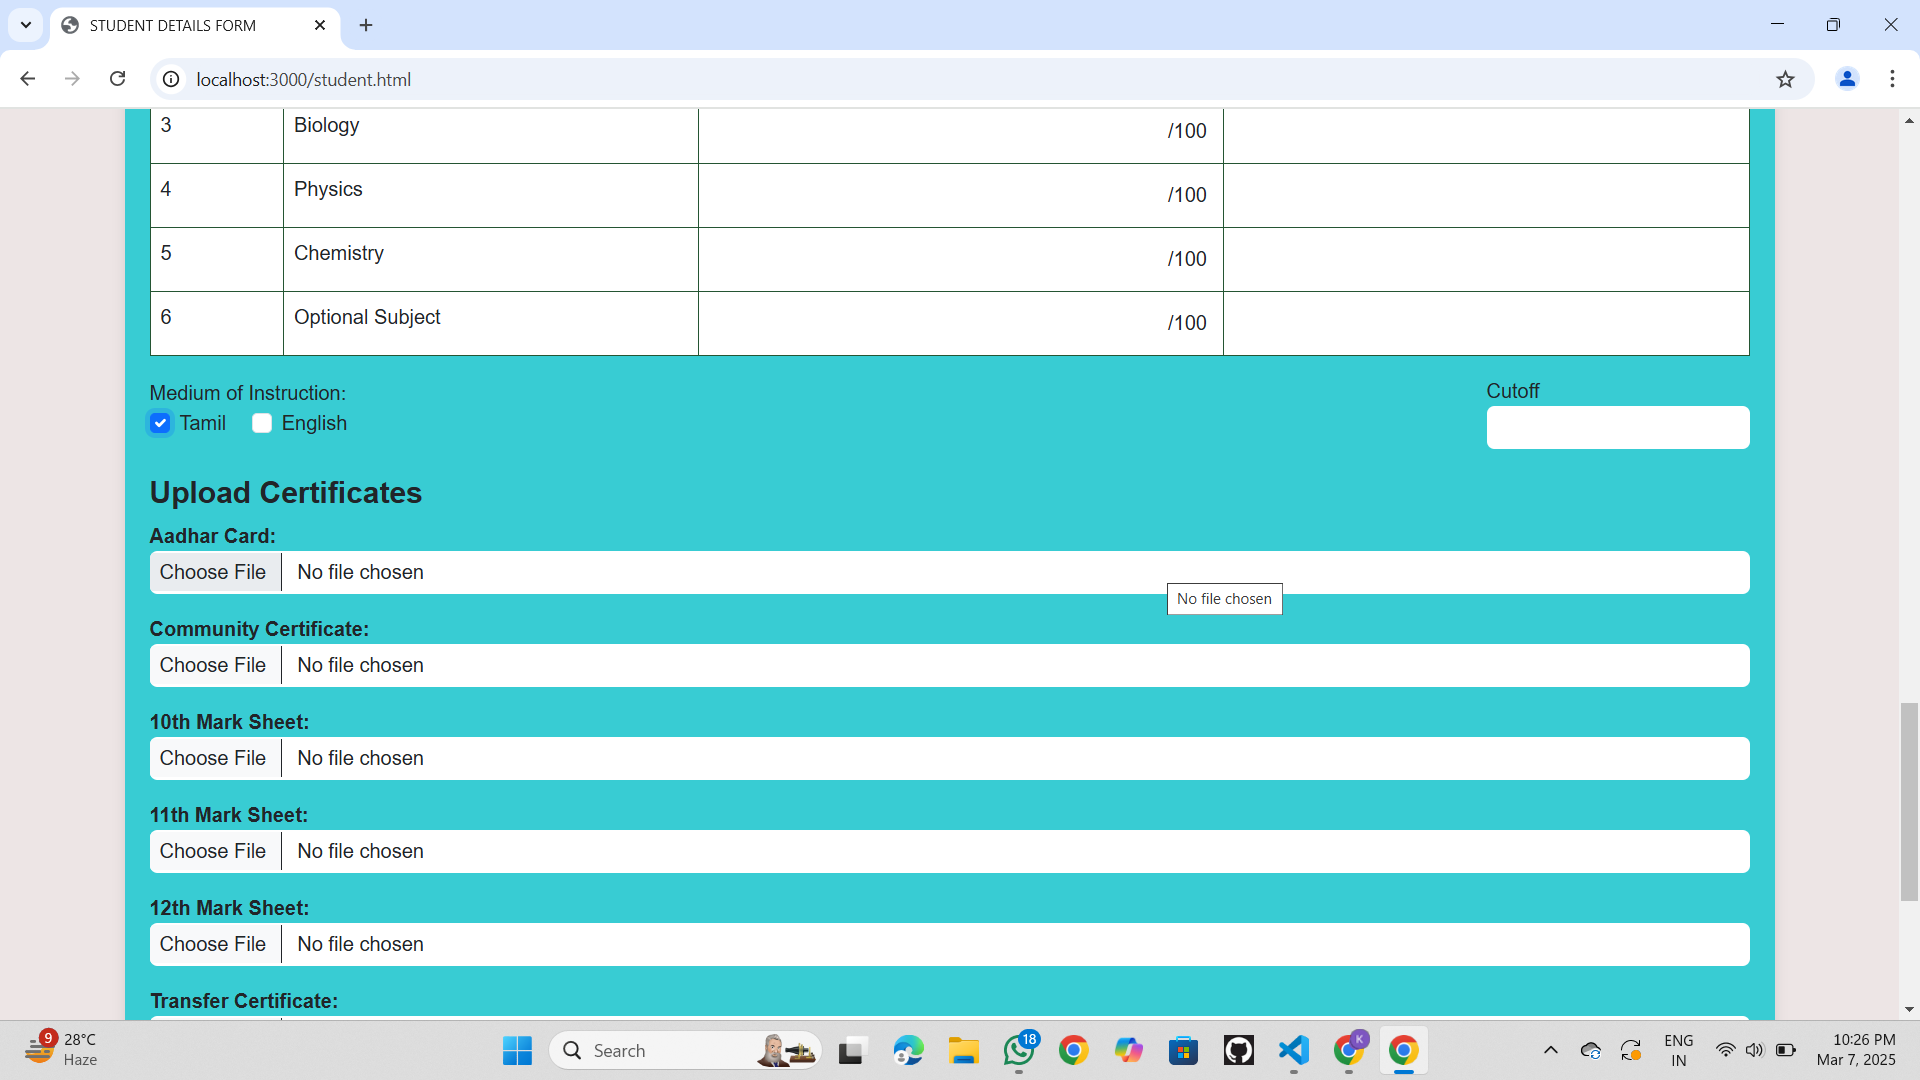 STUDENT DETAILS FORM
localhost:3000/student.html
3 Biology /100
4 Physics /100
5 Chemistry /100
6 Optional Subject /100
Medium of Instruction:
Tamil English
Cutoff
Upload Certificates
Aadhar Card:
Choose File No file chosen
No file chosen
Community Certificate:
Choose File No file chosen
10th Mark Sheet:
Choose File No file chosen
11th Mark Sheet:
Choose File No file chosen
12th Mark Sheet:
Choose File No file chosen
Transfer Certificate:
9
28°C
Haze
Search
18
K
ENG
IN
10:26 PM
Mar 7, 2025